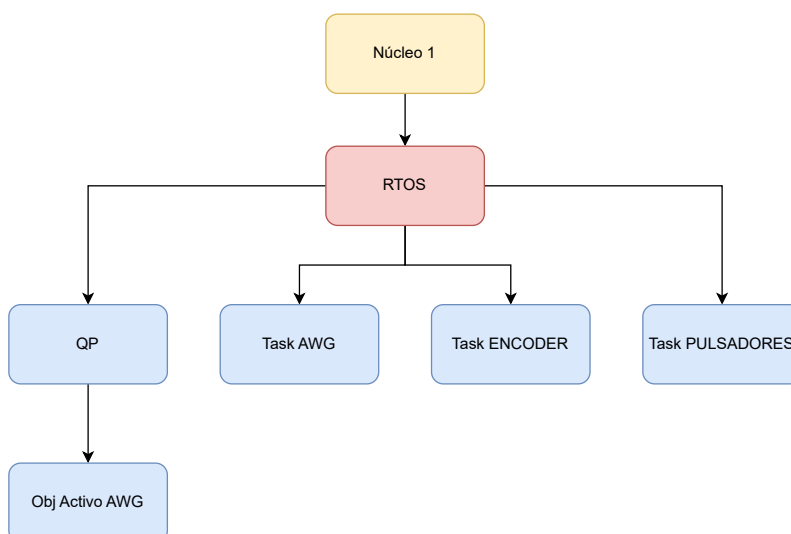 Núcleo 1
RTOS
QP
Task AWG
Task ENCODER
Task PULSADORES
Obj Activo AWG